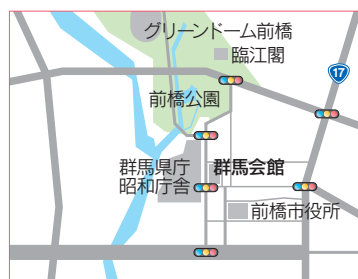 グリーンドーム前橋
臨江閣
17
前橋公園
群馬県庁
昭和庁舎
群馬会館
前橋市役所